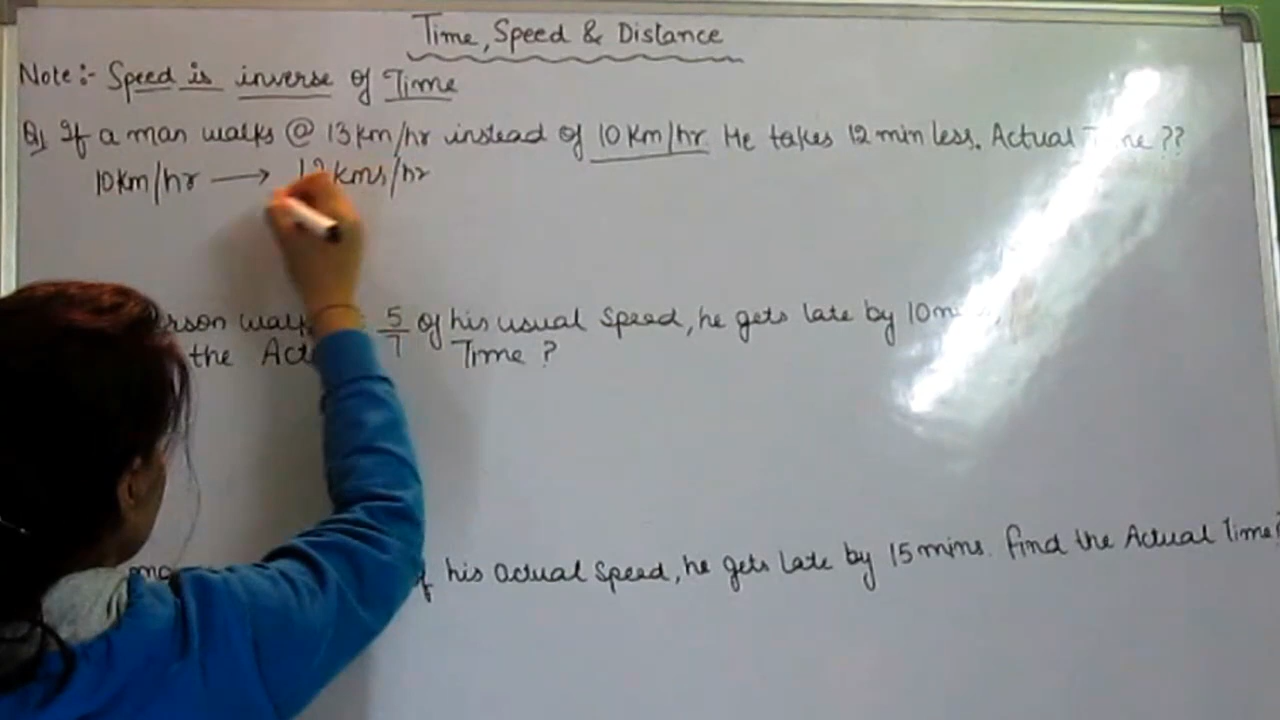 Time, Speed & Distance
Note:- Speed is inverse of Time
Q1 If a man walks @ 13 km/hr instead of 10 km/hr. He takes 12 min less. Actual ??
10km/hr → kms/hr
5/7 of his usual Speed, he gets late by
the Time ?
his actual Speed, he gets late by 15 mins. find the Actual Time?